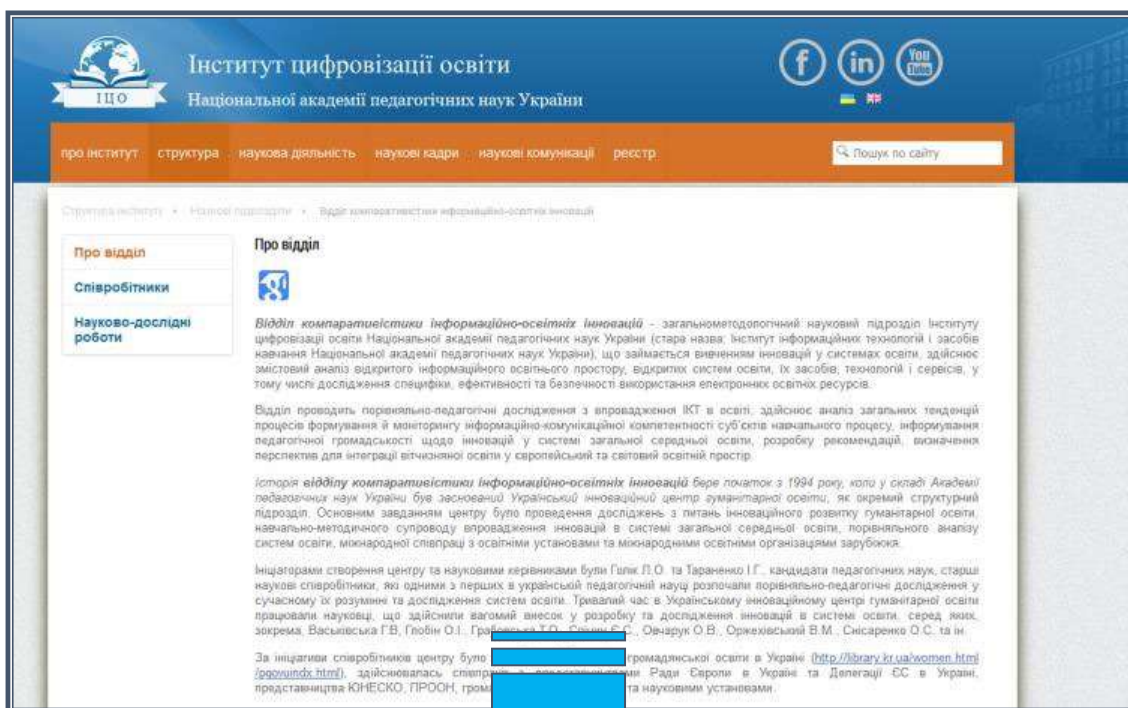 Інститут цифровізації освіти
Національної академії педагогічних наук України
ІЦО
You
Tube
про інститут структура наукова діяльність наукові кадри наукові комунікації реєстр
Пошук по сайту
Структура інституту • Наукові підрозділи • Відділ компаративістики інформаційно-освітніх інновацій
Про відділ
Співробітники
Науково-дослідні
роботи
Про відділ
Відділ компаративістики інформаційно-освітніх інновацій - загальнометодологічний науковий підрозділ Інституту
цифровізації освіти Національної академії педагогічних наук України (стара назва: Інститут інформаційних технологій і засобів
навчання Національної академії педагогічних наук України), що займається вивченням інновацій у системах освіти, здійснює
змістовий аналіз відкритого інформаційного освітнього простору, відкритих систем освіти, їх засобів, технологій і сервісів, у
тому числі дослідження специфіки, ефективності та безпечності використання електронних освітніх ресурсів.
Відділ проводить порівняльно-педагогічні дослідження з впровадження ІКТ в освіті, здійснює аналіз загальних тенденцій
процесів формування й моніторингу інформаційно-комунікаційної компетентності суб'єктів навчального процесу, інформування
педагогічної громадськості щодо інновацій у системі загальної середньої освіти, розробку рекомендацій, визначення
перспектив для інтеграції вітчизняної освіти у європейський та світовий освітній простір.
Історія відділу компаративістики інформаційно-освітніх інновацій бере початок з 1994 року, коли у складі Академії
педагогічних наук України був заснований Український інноваційний центр гуманітарної освіти, як окремий структурний
підрозділ. Основним завданням центру було проведення досліджень з питань інноваційного розвитку гуманітарної освіти,
навчально-методичного супроводу впровадження інновацій в системі загальної середньої освіти, порівняльного аналізу
систем освіти, міжнародної співпраці з освітніми установами та міжнародними освітніми організаціями зарубіжжя.
Ініціаторами створення центру та науковими керівниками були Голік Л.О. та Тараненко І.Г., кандидати педагогічних наук, старші
наукові співробітники, які одними з перших в українській педагогічній науці розпочали порівняльно-педагогічні дослідження у
сучасному їх розумінні та дослідження систем освіти. Тривалий час в Українському інноваційному центрі гуманітарної освіти
працювали науковці, що здійснили вагомий внесок у розробку та дослідження інновацій в системі освіти, серед яких,
зокрема, Васьківська Г.В, Глобін О.І., Овчарук О.В., Оржеховський В.М., Снісаренко О.С. та ін.
За ініціативи співробітників центру було громадянської освіти в Україні (http://library.kr.ua/women.html
/pgovuindx.html), здійснювалась співпраця з представництвами Ради Європи в Україні та Делегації ЄС в Україні,
представництва ЮНЕСКО, ПРООН, та науковими установами.